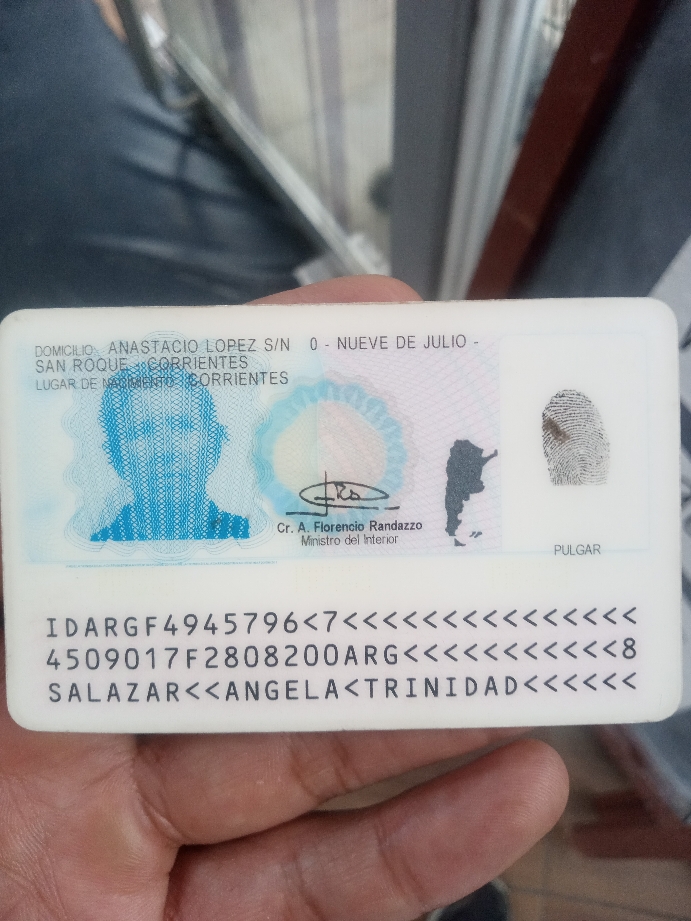 DOMICILIO: ANASTACIO LOPEZ S/N 0 - NUEVE DE JULIO -
SAN ROQUE - CORRIENTES
LUGAR DE NACIMIENTO: CORRIENTES
Cr. A. Florencio Randazzo
Ministro del Interior
PULGAR
IDARGF4945796<7<<<<<<<<<<<<<<<
4509017F2808200ARG<<<<<<<<<<<8
SALAZAR<<ANGELA<TRINIDAD<<<<<<